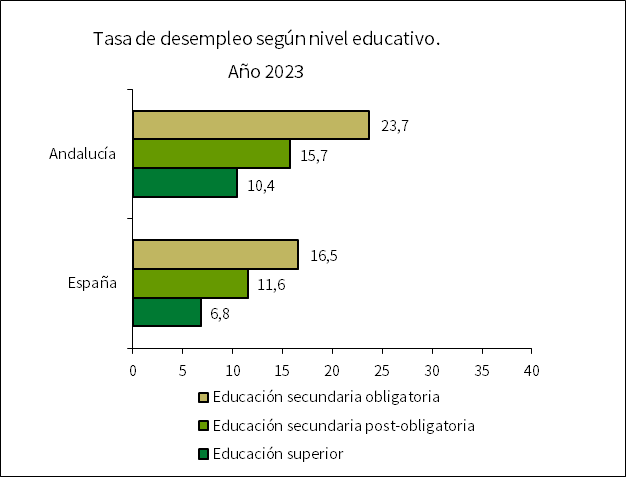 Tasa de desempleo según nivel educativo.
Año 2023
Andalucía
23,7
15,7
10,4
España
16,5
11,6
6,8
0 5 10 15 20 25 30 35 40
Educación secundaria obligatoria
Educación secundaria post-obligatoria
Educación superior